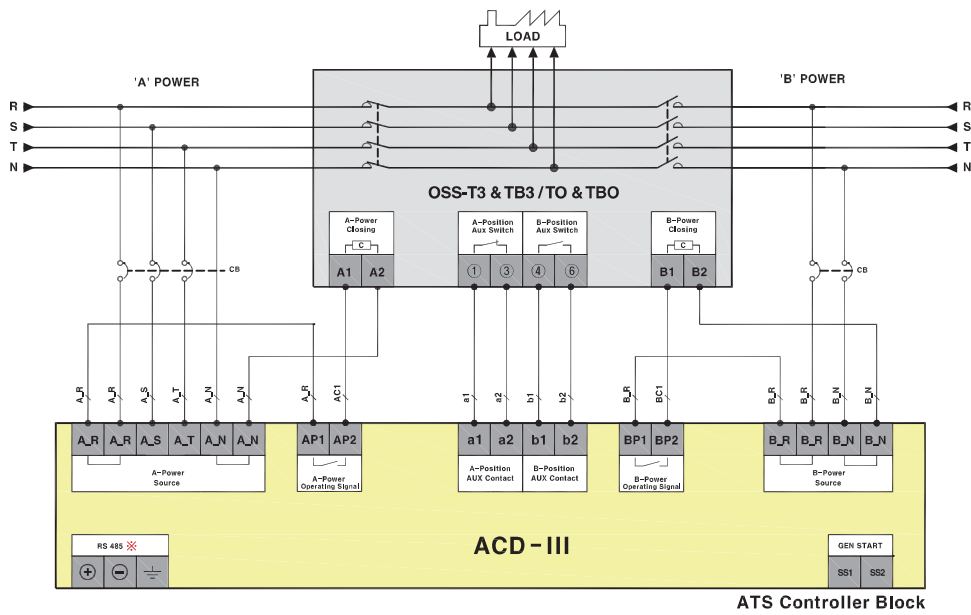 LOAD
'A' POWER
'B' POWER
R
R
S
S
T
T
N
N
OSS-T3 & TB3 / TO & TBO
A-Power
Closing
C
A1 A2
A-Position
Aux Switch
① ③
B-Position
Aux Switch
④ ⑥
B-Power
Closing
C
B1 B2
CB
CB
A_R A_R A_S A_T A_N A_N A_R AC1 a1 a2 b1 b2 B_R BC1 B_R B_R B_N B_N
A_R A_R A_S A_T A_N A_N
A-Power
Source
AP1 AP2
A-Power
Operating Signal
a1 a2 b1 b2
A-Position
AUX Contact
B-Position
AUX Contact
BP1 BP2
B-Power
Operating Signal
B_R B_R B_N B_N
B-Power
Source
RS 485 ※
+ −
ACD - III
GEN START
SS1 SS2
ATS Controller Block